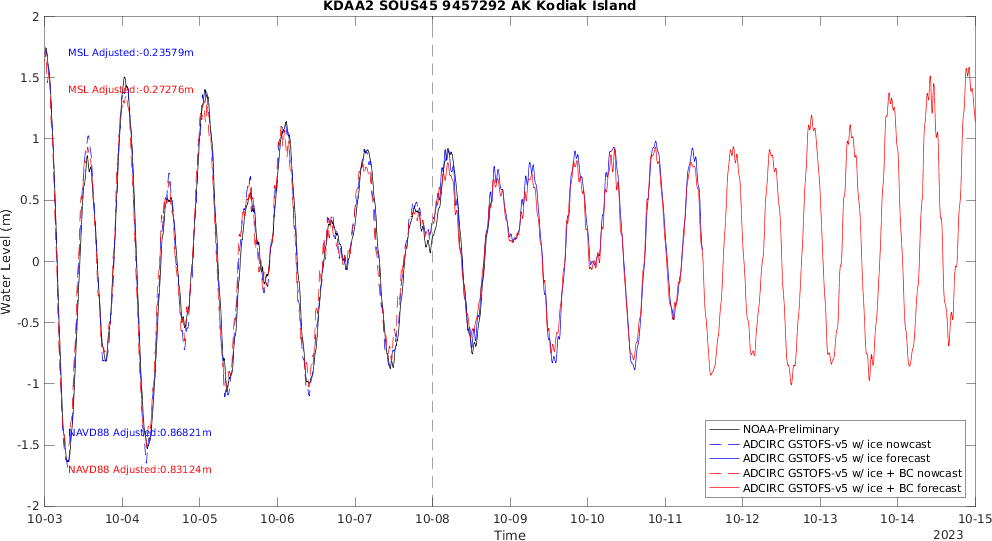 KDAA2 SOUS45 9457292 AK Kodiak Island
2
1.5
1
0.5
0
-0.5
-1
-1.5
-2
Water Level (m)
MSL Adjusted:-0.23579m
MSL Adjusted:-0.27276m
NAVD88 Adjusted:0.86821m
NAVD88 Adjusted:0.83124m
NOAA-Preliminary
ADCIRC GSTOFS-v5 w/ ice nowcast
ADCIRC GSTOFS-v5 w/ ice forecast
ADCIRC GSTOFS-v5 w/ ice + BC nowcast
ADCIRC GSTOFS-v5 w/ ice + BC forecast
10-03 10-04 10-05 10-06 10-07 10-08 10-09 10-10 10-11 10-12 10-13 10-14 10-15
Time
2023